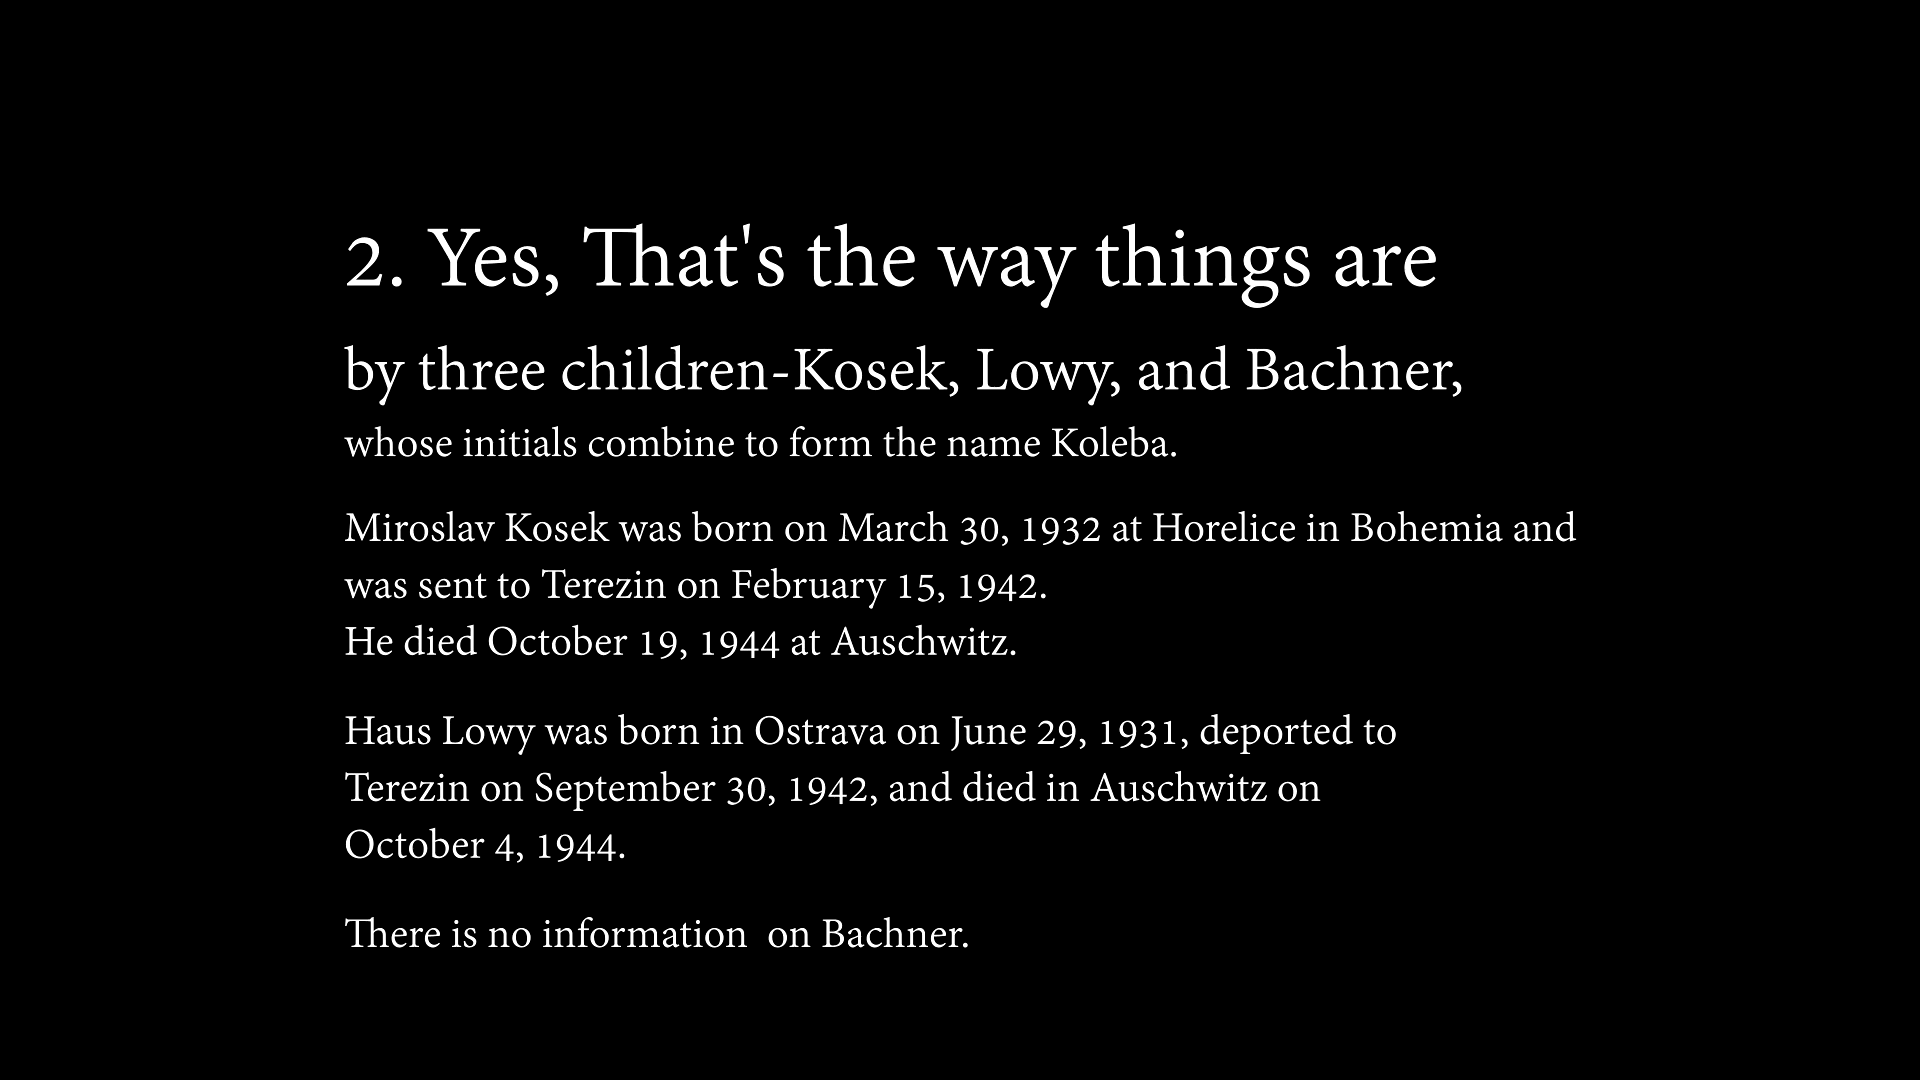 2. Yes, That's the way things are
by three children-Kosek, Lowy, and Bachner,
whose initials combine to form the name Koleba.
Miroslav Kosek was born on March 30, 1932 at Horelice in Bohemia and
was sent to Terezin on February 15, 1942.
He died October 19, 1944 at Auschwitz.
Haus Lowy was born in Ostrava on June 29, 1931, deported to
Terezin on September 30, 1942, and died in Auschwitz on
October 4, 1944.
There is no information  on Bachner.